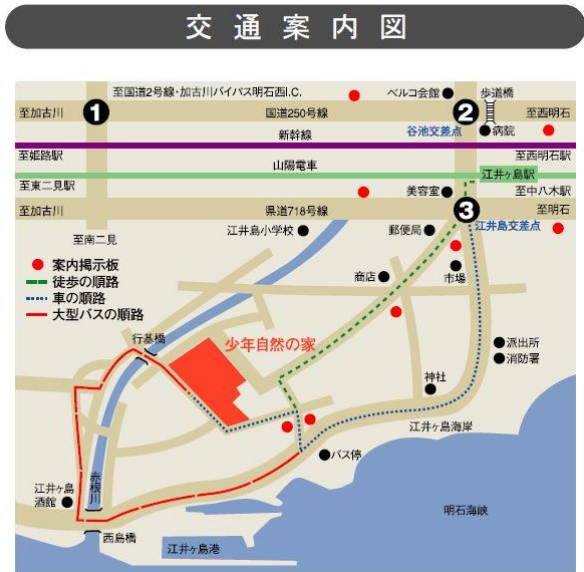 交通案内図
至国道2号線・加古川バイパス明石西I.C.
ベルコ会館
歩道橋
至加古川
1
国道250号線
2
至西明石
新幹線
谷池交差点
病院
至姫路駅
至西明石駅
山陽電車
江井ヶ島駅
至東二見駅
美容室
至中八木駅
至加古川
県道718号線
3
至明石
至南二見
江井島小学校
郵便局
江井島交差点
案内掲示板
徒歩の順路
車の順路
大型バスの順路
商店
市場
行基橋
少年自然の家
派出所
消防署
神社
江井ヶ島海岸
バス停
赤根川
江井ヶ島
酒館
西島橋
江井ヶ島港
明石海峡